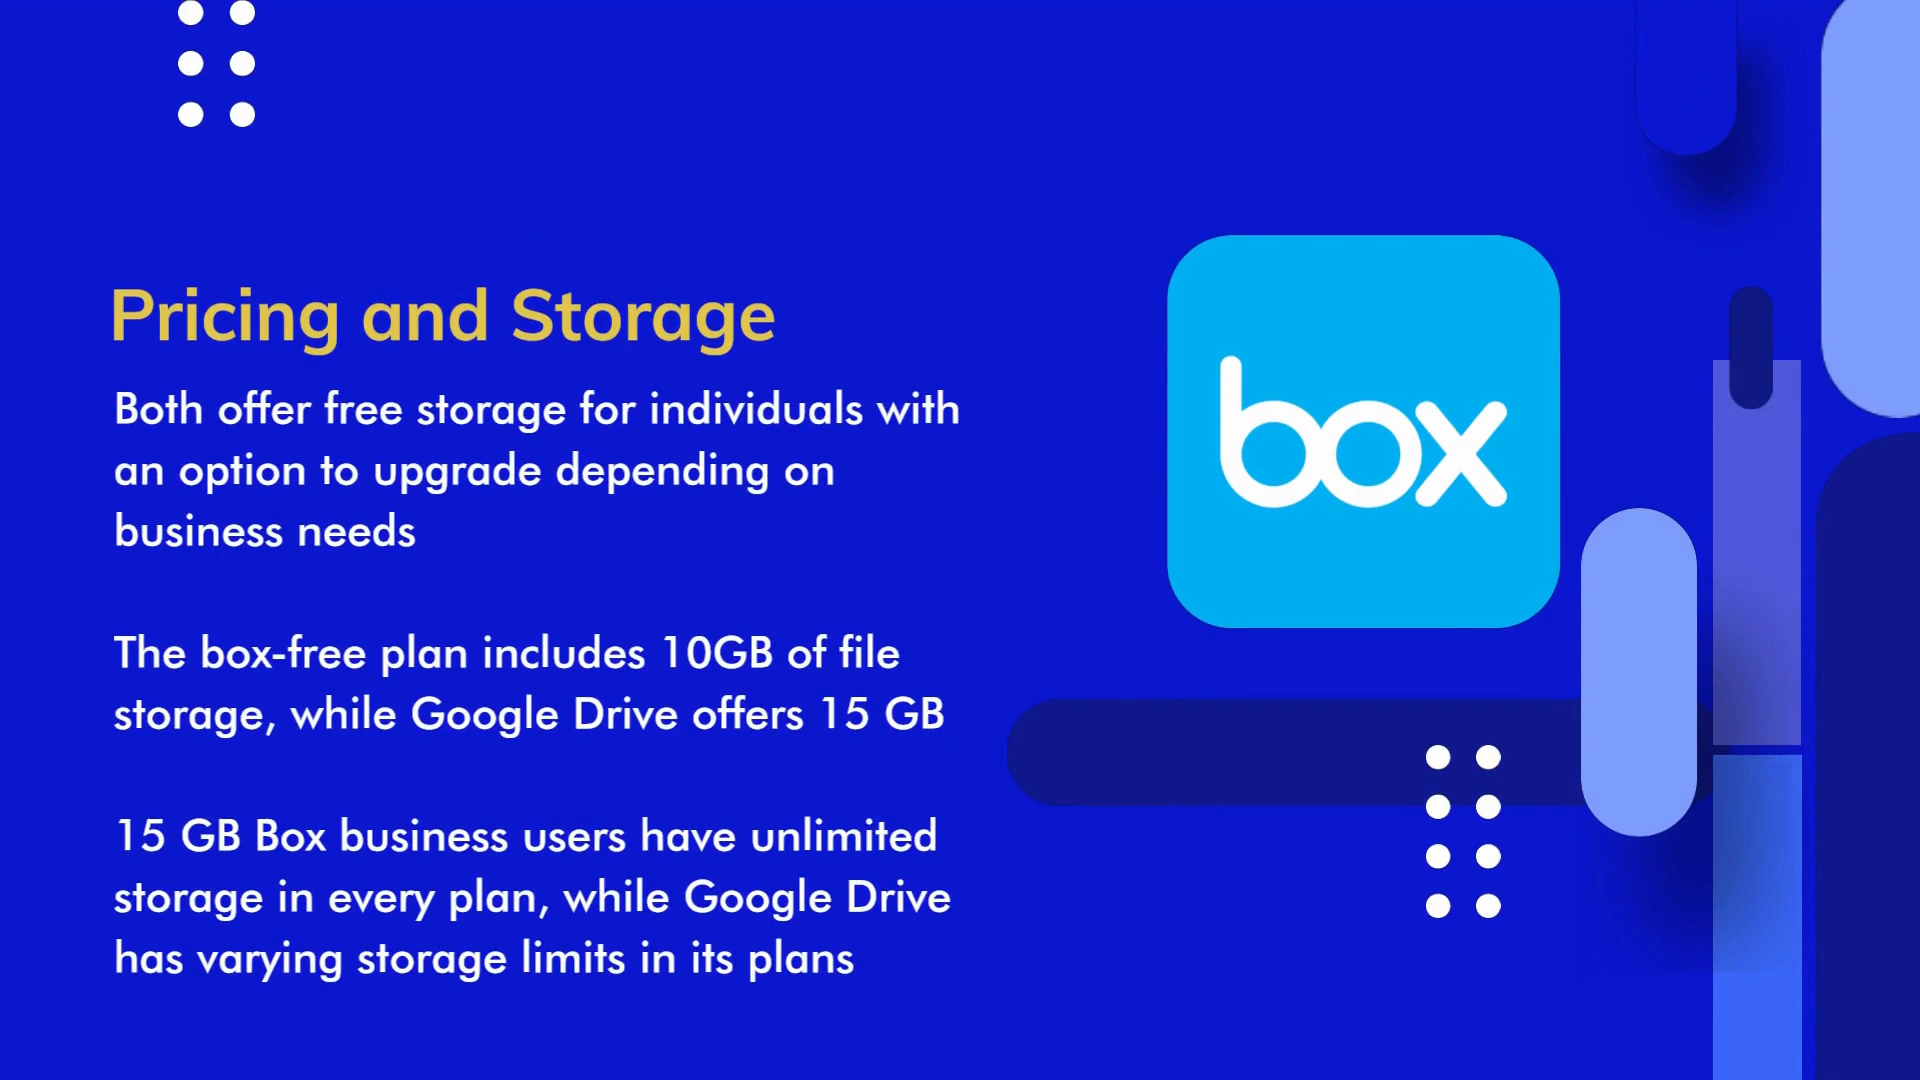 Pricing and Storage
Both offer free storage for individuals with
an option to upgrade depending on
business needs
The box-free plan includes 10GB of file
storage, while Google Drive offers 15 GB
15 GB Box business users have unlimited
storage in every plan, while Google Drive
has varying storage limits in its plans
box